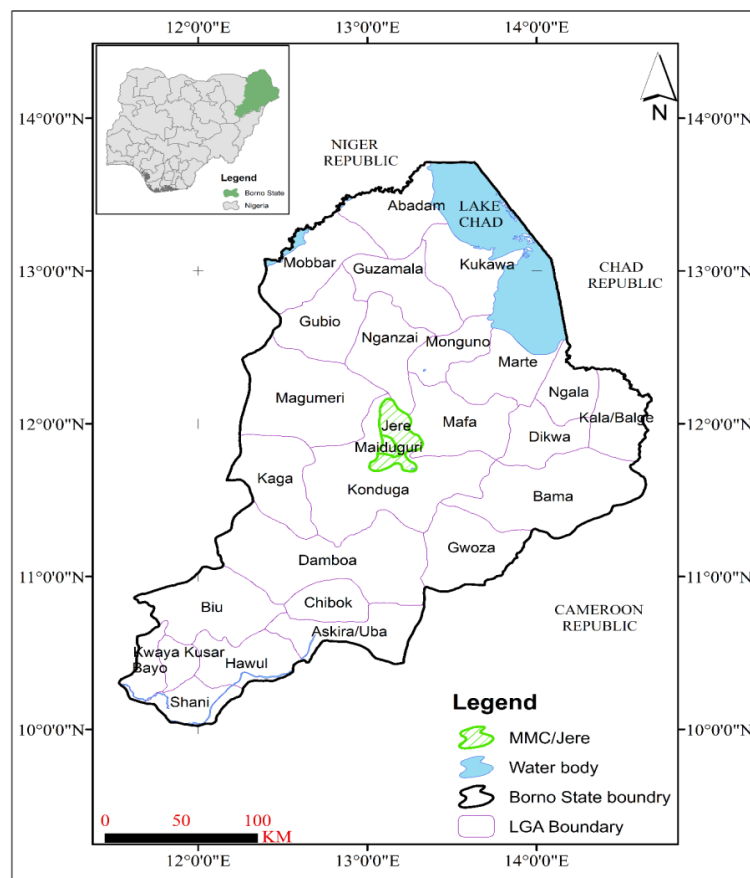 12°0'0"N
13°0'0"N
14°0'0"N
N
Legend
Borno State
Nigeria
14°0'0"N
14°0'0"N
NIGER
REPUBLIC
Abadam
LAKE
CHAD
Mobbar
Guzamala
Kukawa
13°0'0"N
13°0'0"N
CHAD
REPUBLIC
Gubio
Nganzai
Monguno
Marte
Magumeri
Ngala
Jere
Mafa
Kala/Balge
12°0'0"N
12°0'0"N
Maiduguri
Dikwa
Kaga
Konduga
Bama
Gwoza
Damboa
11°0'0"N
11°0'0"N
Biu
Chibok
CAMEROON
REPUBLIC
Askira/Uba
Kwaya Kusar
Bayo
Hawul
Shani
10°0'0"N
10°0'0"N
Legend
MMC/Jere
Water body
Borno State boundry
LGA Boundary
0 50 100
KM
12°0'0"N
13°0'0"N
14°0'0"N